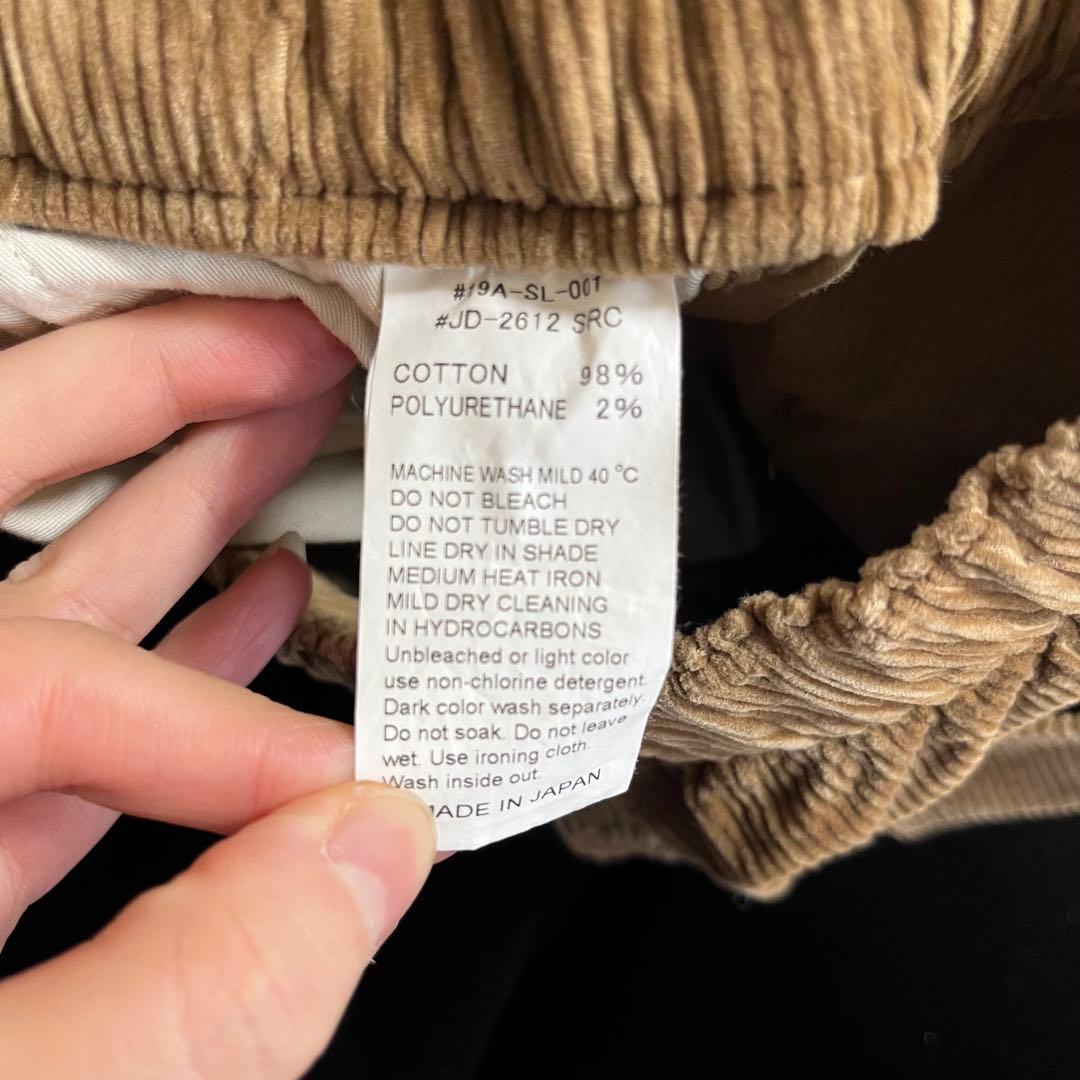 #19A-SL-001
#JD-2612 SRC
COTTON 98%
POLYURETHANE 2%
MACHINE WASH MILD 40 °C
DO NOT BLEACH
DO NOT TUMBLE DRY
LINE DRY IN SHADE
MEDIUM HEAT IRON
MILD DRY CLEANING
IN HYDROCARBONS
Unbleached or light color
use non-chlorine detergent.
Dark color wash separately.
Do not soak. Do not leave
wet. Use ironing cloth.
Wash inside out.
MADE IN JAPAN